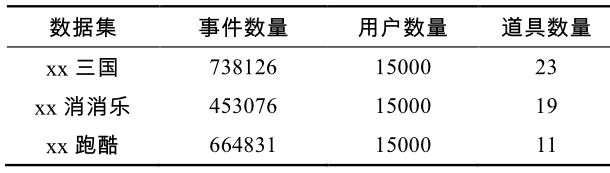 数据集 事件数量 用户数量 道具数量
xx 三国 738126 15000 23
xx 消消乐 453076 15000 19
xx 跑酷 664831 15000 11